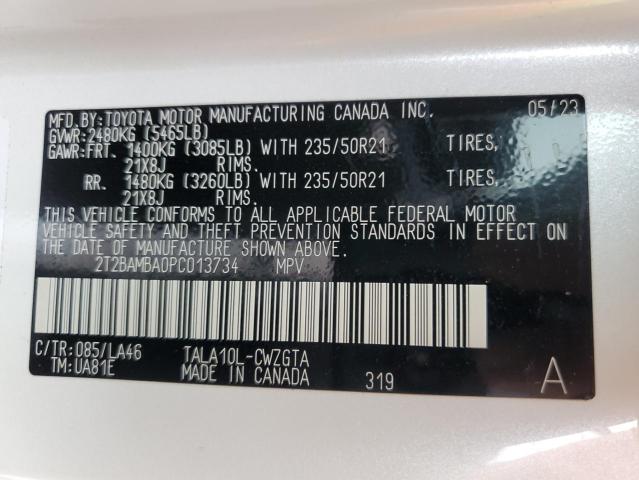 MFD. BY: TOYOTA MOTOR MANUFACTURING CANADA INC. 05/23
GVWR: 2480KG (5465LB)
GAWR: FRT. 1400KG (3085LB) WITH 235/50R21 TIRES,
21X8J RIMS.
RR. 1480KG (3260LB) WITH 235/50R21 TIRES,
21X8J RIMS.
THIS VEHICLE CONFORMS TO ALL APPLICABLE FEDERAL MOTOR
VEHICLE SAFETY AND THEFT PREVENTION STANDARDS IN EFFECT ON
THE DATE OF MANUFACTURE SHOWN ABOVE.
2T2BAMBA0PC013734 MPV
C/TR: 085/LA46 TALA10L-CWZGTA
TM: UA81E MADE IN CANADA 319 A